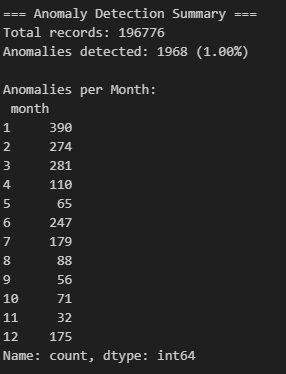 === Anomaly Detection Summary ===
Total records: 196776
Anomalies detected: 1968 (1.00%)
Anomalies per Month:
month
1 390
2 274
3 281
4 110
5 65
6 247
7 179
8 88
9 56
10 71
11 32
12 175
Name: count, dtype: int64